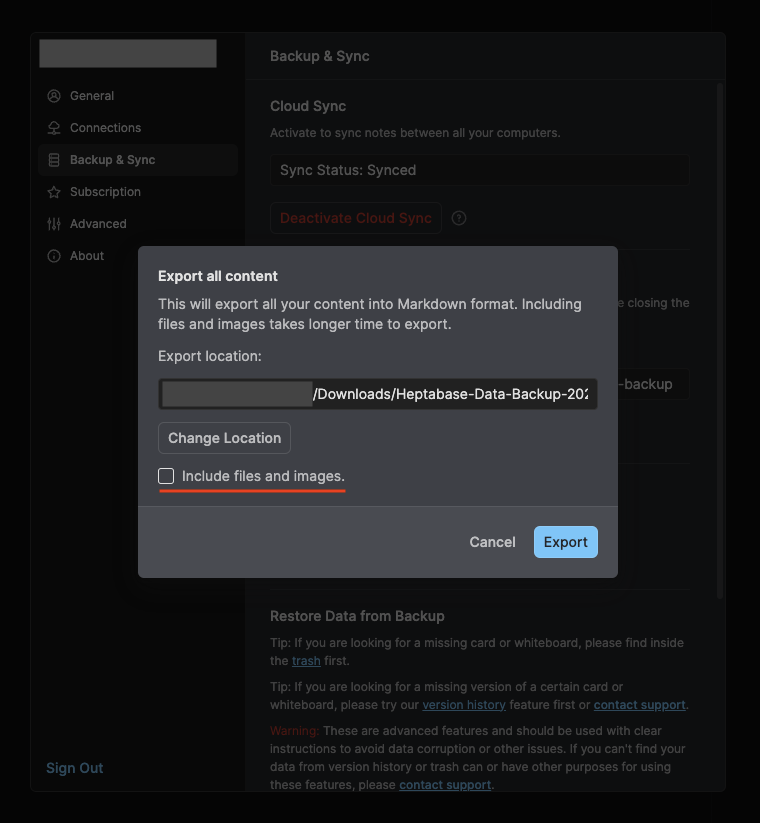 Backup & Sync
General
Connections
Backup & Sync
Subscription
Advanced
About
Sign Out
Cloud Sync
Activate to sync notes between all your computers.
Sync Status: Synced
Deactivate Cloud Sync
?
e closing the
-backup
Export all content
This will export all your content into Markdown format. Including
files and images takes longer time to export.
Export location:
/Downloads/Heptabase-Data-Backup-202
Change Location
Include files and images.
Cancel
Export
Restore Data from Backup
Tip: If you are looking for a missing card or whiteboard, please find inside
the trash first.
Tip: If you are looking for a missing version of a certain card or
whiteboard, please try our version history feature first or contact support.
Warning: These are advanced features and should be used with clear
instructions to avoid data corruption or other issues. If you can't find your
data from version history or trash can or have other purposes for using
these features, please contact support.